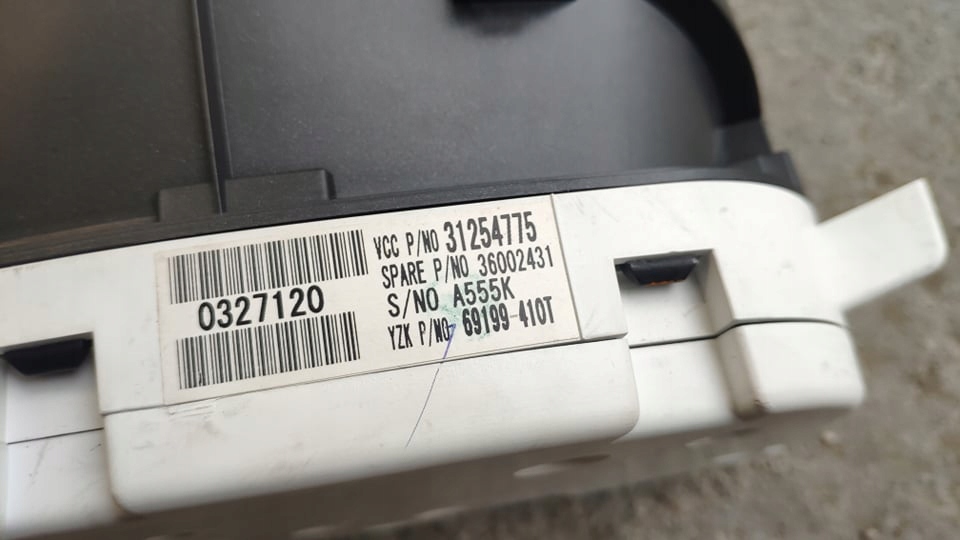 VCC P/NO 31254775
SPARE P/NO 36002431
S/NO A555K
YZK P/NO 69199-410T
0327120